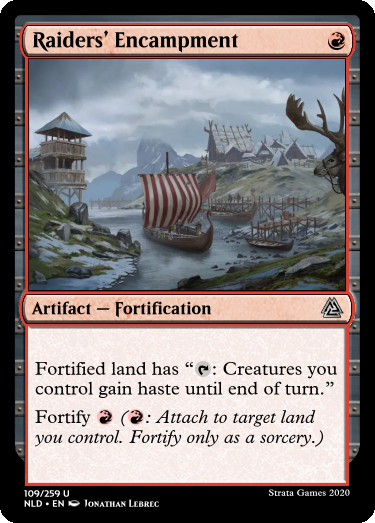 Raiders’ Encampment
Artifact — Fortification
Fortified land has “: Creatures you
control gain haste until end of turn.”
Fortify (: Attach to target land
you control. Fortify only as a sorcery.)
109/259 U
NLD • EN JONATHAN LEBREC
Strata Games 2020